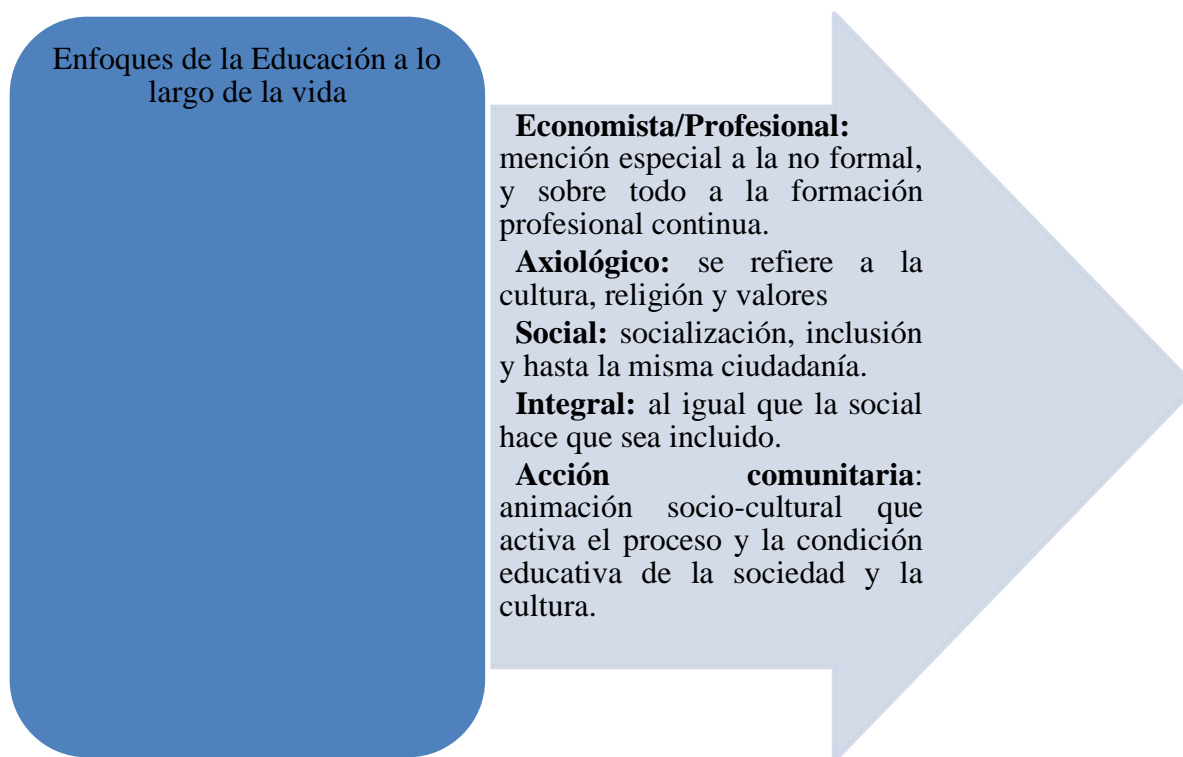 Enfoques de la Educación a lo
largo de la vida
Economista/Profesional:
mención especial a la no formal,
y sobre todo a la formación
profesional continua.
Axiológico: se refiere a la
cultura, religión y valores
Social: socialización, inclusión
y hasta la misma ciudadanía.
Integral: al igual que la social
hace que sea incluido.
Acción comunitaria:
animación socio-cultural que
activa el proceso y la condición
educativa de la sociedad y la
cultura.